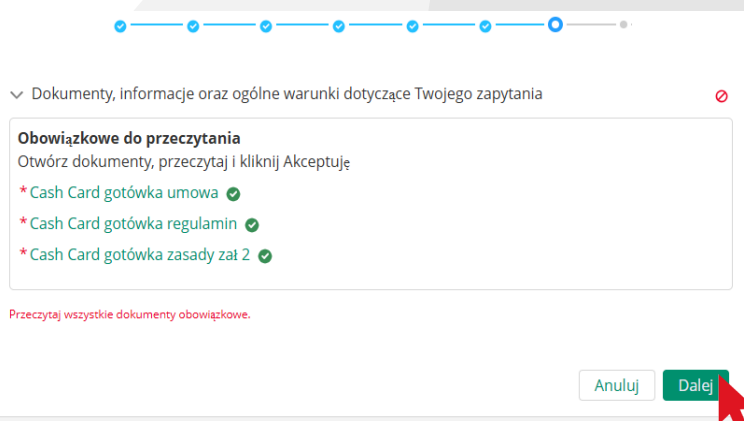 Dokumenty, informacje oraz ogólne warunki dotyczące Twojego zapytania
Obowiązkowe do przeczytania
Otwórz dokumenty, przeczytaj i kliknij Akceptuję
* Cash Card gotówka umowa
* Cash Card gotówka regulamin
* Cash Card gotówka zasady zał 2
Przeczytaj wszystkie dokumenty obowiązkowe.
Anuluj Dalej